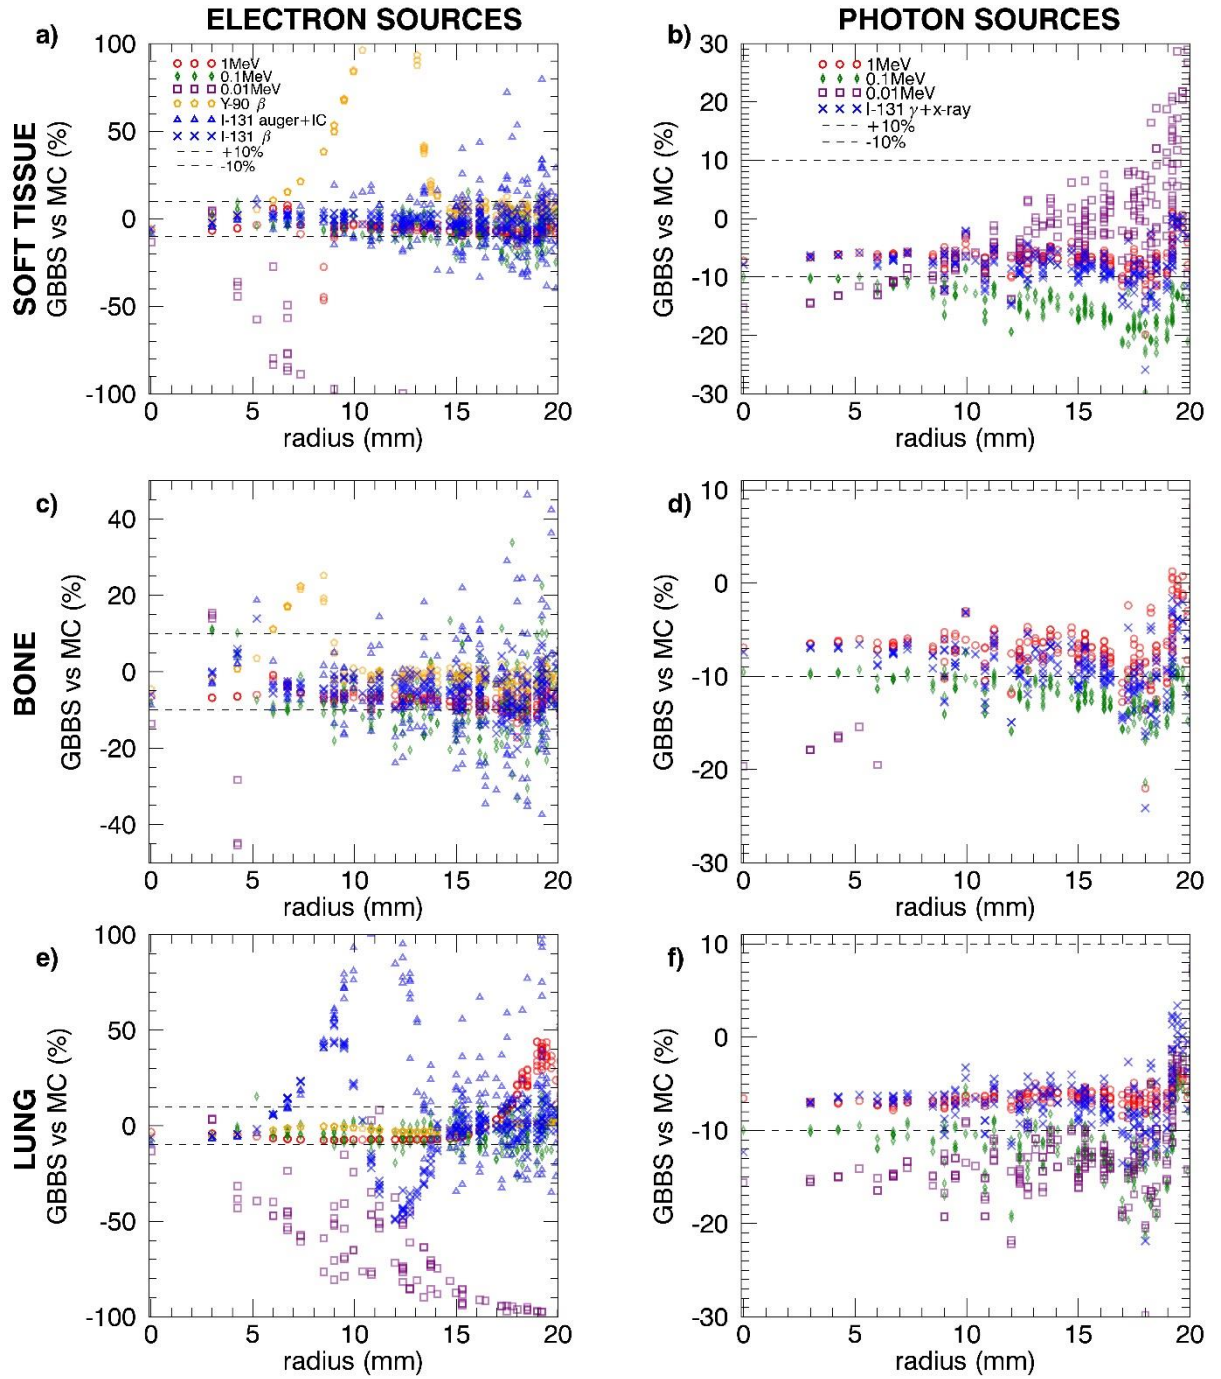 ELECTRON SOURCES
PHOTON SOURCES
SOFT TISSUE
a)
GBBS vs MC (%)
100
50
0
-50
-100
1MeV
0.1MeV
0.01MeV
Y-90 β
I-131 auger+IC
I-131 β
+10%
-10%
0 5 10 15 20
radius (mm)
b)
GBBS vs MC (%)
30
20
10
0
-10
-20
-30
1MeV
0.1MeV
0.01MeV
I-131 γ+x-ray
+10%
-10%
0 5 10 15 20
radius (mm)
BONE
c)
GBBS vs MC (%)
40
20
0
-20
-40
0 5 10 15 20
radius (mm)
d)
GBBS vs MC (%)
10
0
-10
-20
-30
0 5 10 15 20
radius (mm)
LUNG
e)
GBBS vs MC (%)
100
50
0
-50
-100
0 5 10 15 20
radius (mm)
f)
GBBS vs MC (%)
10
0
-10
-20
-30
0 5 10 15 20
radius (mm)